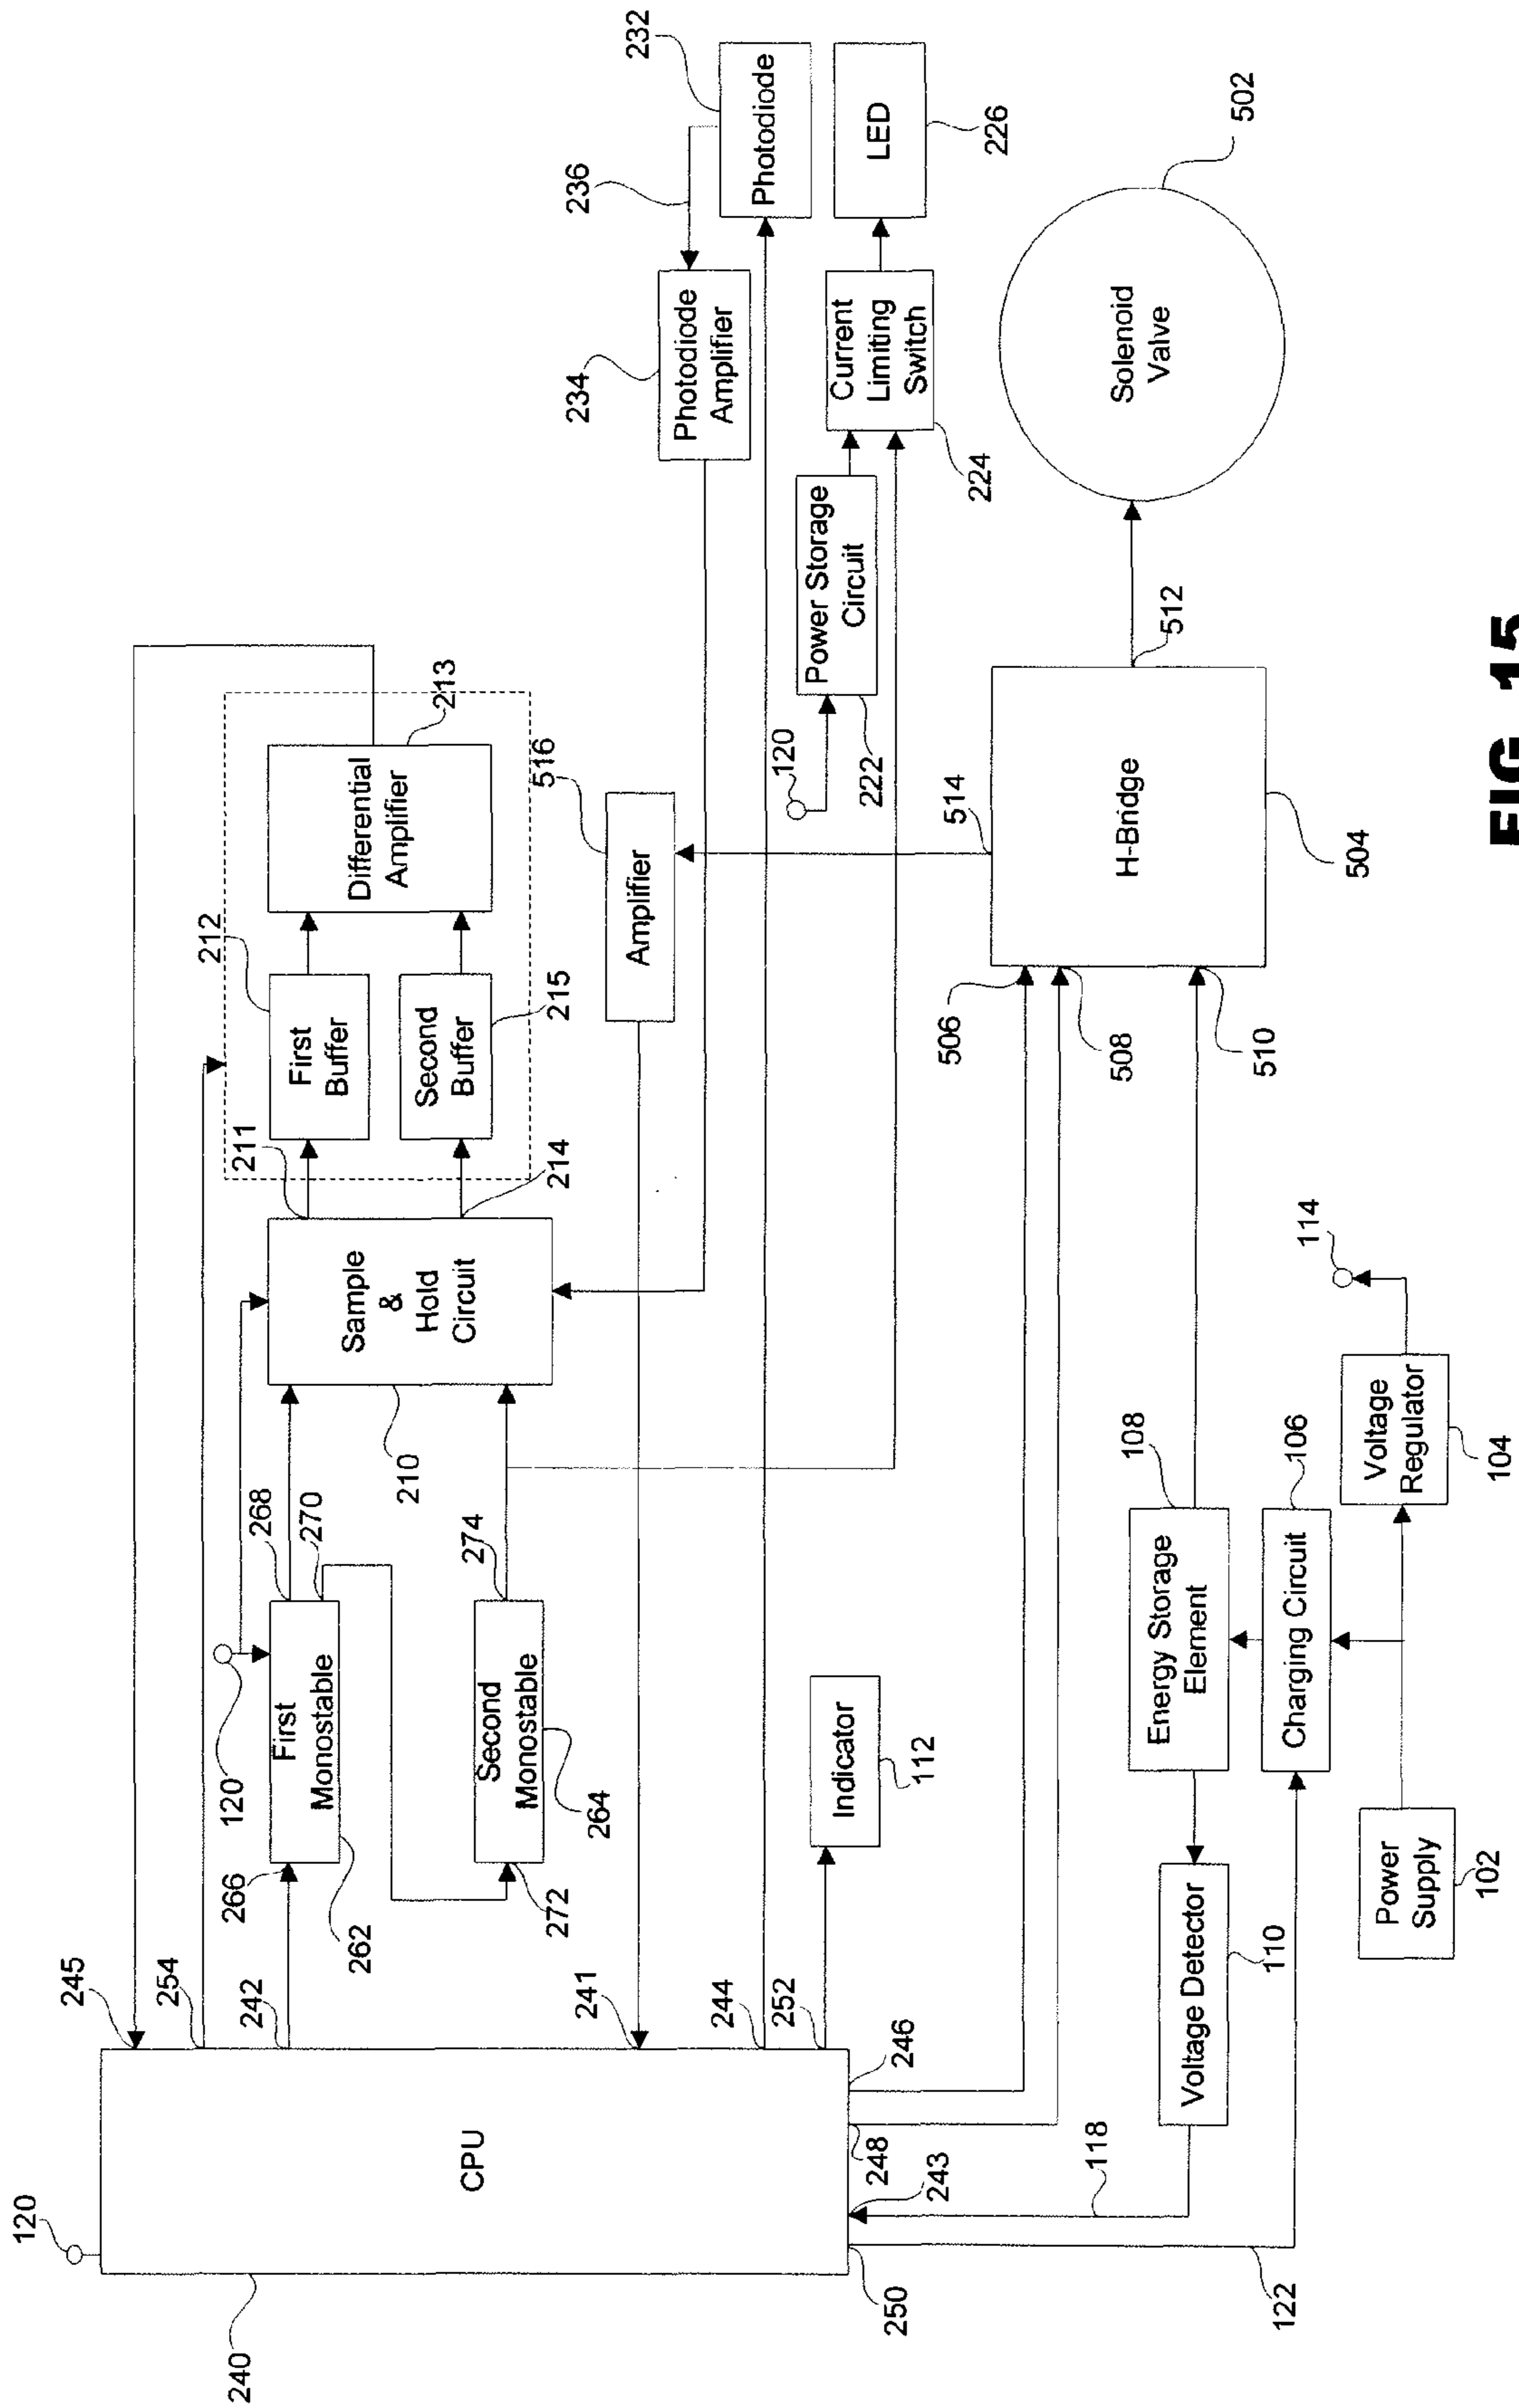 120
240
CPU
245
254
242
241
244
252
246
248
243
250
118
122
120
266
262
First
Monostable
268
270
272
Second
Monostable
264
274
Indicator
112
Voltage Detector
110
Energy Storage
Element
108
Charging Circuit
106
Power
Supply
102
Voltage
Regulator
104
114
Sample
&
Hold
Circuit
210
211
214
212
First
Buffer
Second
Buffer
215
Differential
Amplifier
213
516
Amplifier
506
508
510
514
H-Bridge
504
512
Solenoid
Valve
502
120
Power Storage
Circuit
222
Current
Limiting
Switch
224
LED
226
234
Photodiode
Amplifier
236
232
Photodiode
FIG. 15